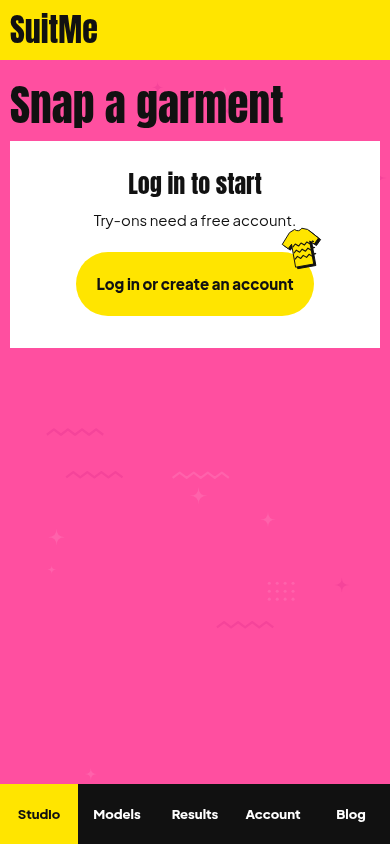 SuitMe
Snap a garment
Log in to start
Try-ons need a free account.
Log in or create an account
Studio Models Results Account Blog